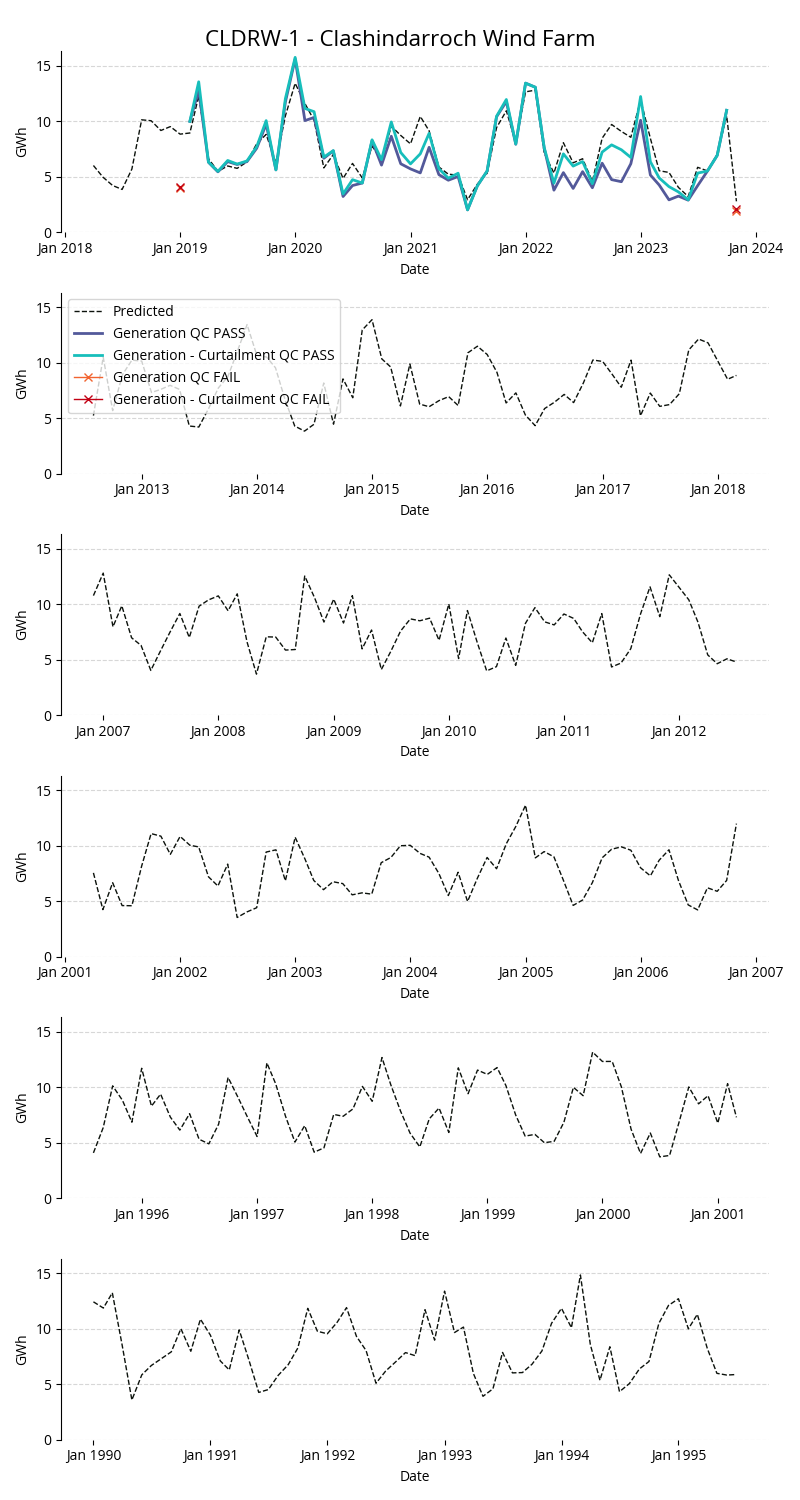 CLDRW-1 - Clashindarroch Wind Farm
15
10
5
0
GWh
Jan 2018 Jan 2019 Jan 2020 Jan 2021 Jan 2022 Jan 2023 Jan 2024
Date
15
10
5
0
GWh
Predicted
Generation QC PASS
Generation - Curtailment QC PASS
Generation QC FAIL
Generation - Curtailment QC FAIL
Jan 2013 Jan 2014 Jan 2015 Jan 2016 Jan 2017 Jan 2018
Date
15
10
5
0
GWh
Jan 2007 Jan 2008 Jan 2009 Jan 2010 Jan 2011 Jan 2012
Date
15
10
5
0
GWh
Jan 2001 Jan 2002 Jan 2003 Jan 2004 Jan 2005 Jan 2006 Jan 2007
Date
15
10
5
0
GWh
Jan 1996 Jan 1997 Jan 1998 Jan 1999 Jan 2000 Jan 2001
Date
15
10
5
0
GWh
Jan 1990 Jan 1991 Jan 1992 Jan 1993 Jan 1994 Jan 1995
Date